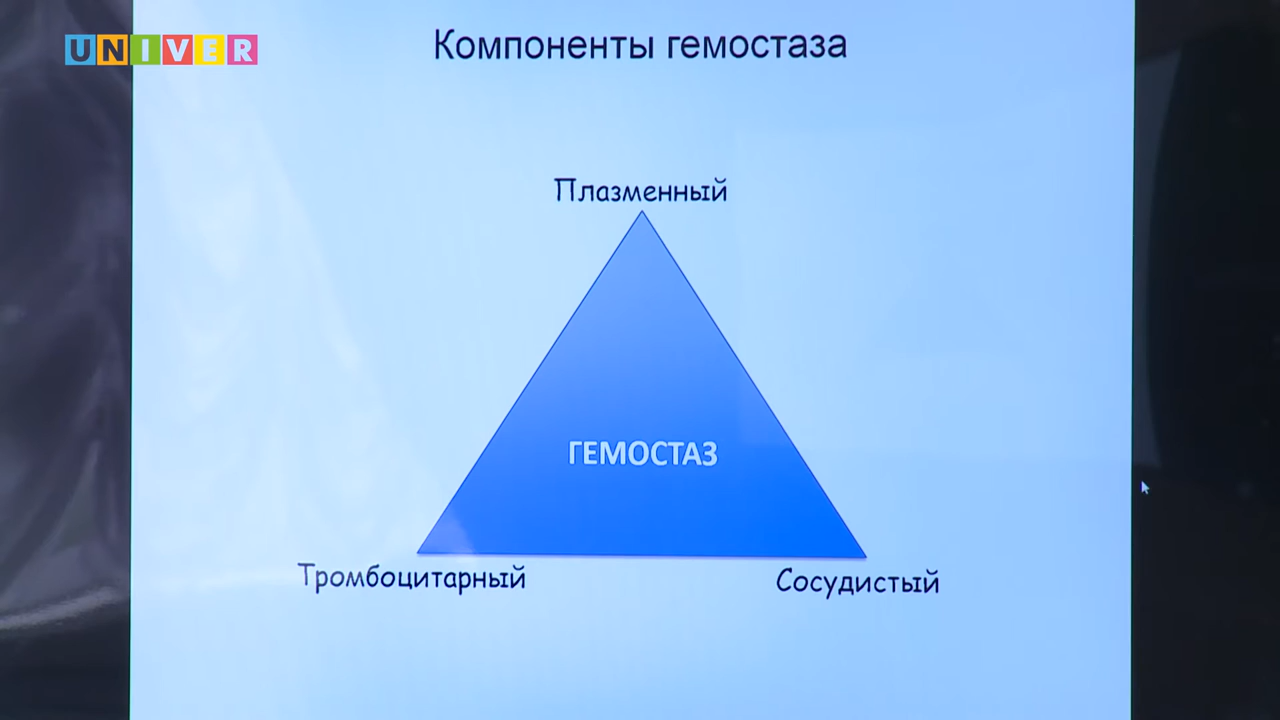 UNIVER
Компоненты гемостаза
Плазменный
ГЕМОСТАЗ
Тромбоцитарный
Сосудистый